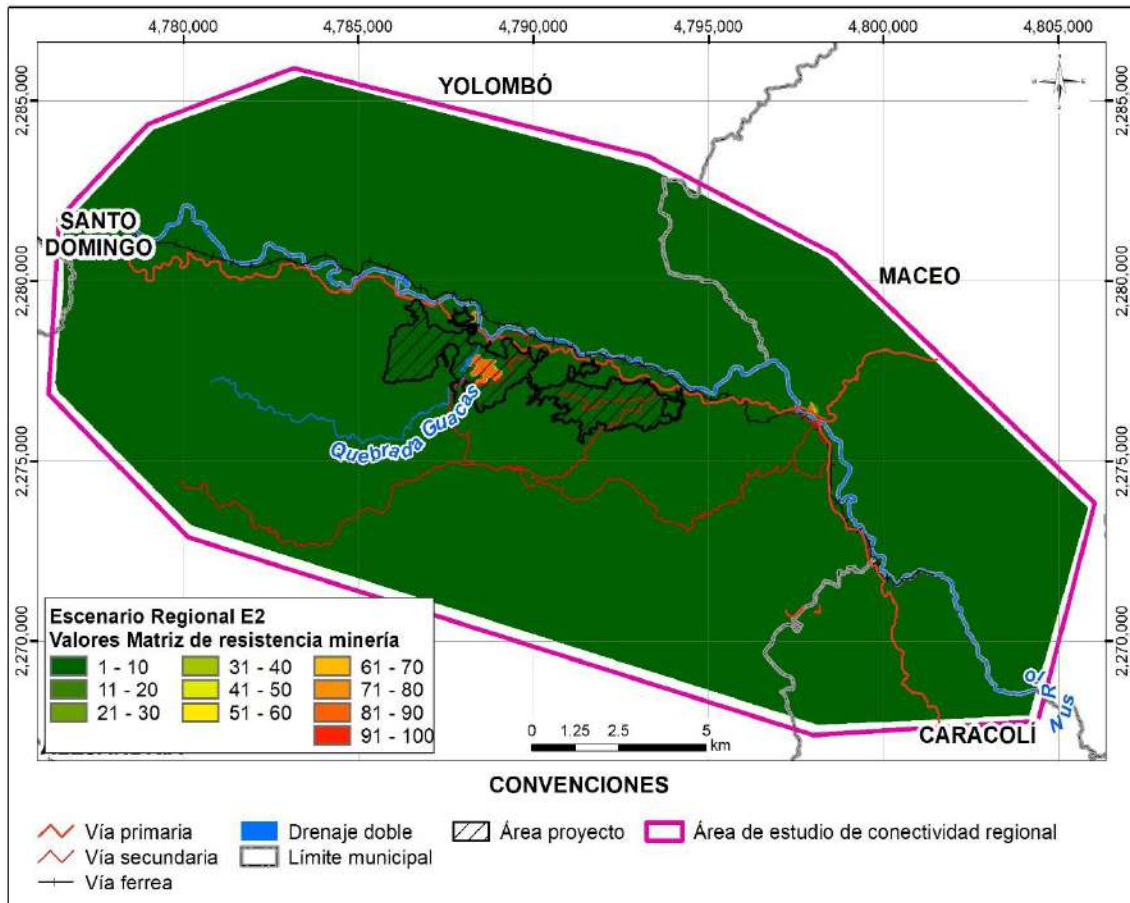 4,780,000 4,785,000 4,790,000 4,795,000 4,800,000 4,805,000
2,285,000 2,285,000
YOLOMBÓ
SANTO
DOMINGO
2,280,000 2,280,000
MACEO
Quebrada Guacas
2,275,000 2,275,000
2,270,000 2,270,000
Escenario Regional E2
Valores Matriz de resistencia minería
1 - 10 31 - 40 61 - 70
11 - 20 41 - 50 71 - 80
21 - 30 51 - 60 81 - 90
91 - 100
0 1.25 2.5 5
km
Río
Nus
CARACOLÍ
CONVENCIONES
Vía primaria Drenaje doble Área proyecto Área de estudio de conectividad regional
Vía secundaria Límite municipal
Vía ferrea